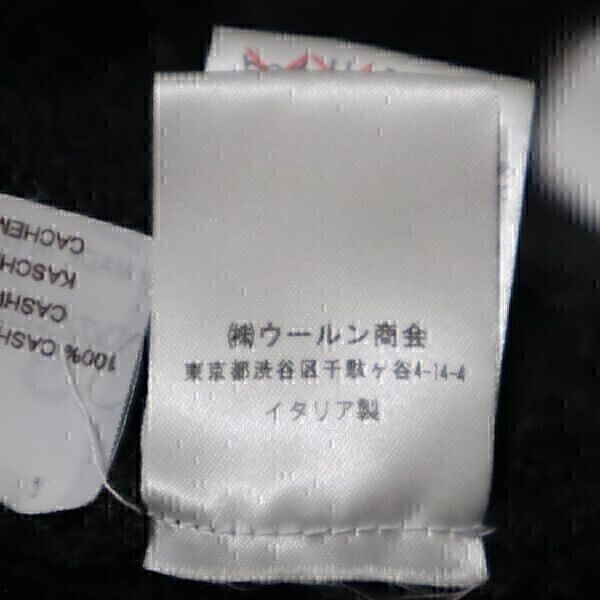 ㈱ウールン商会
東京都渋谷区千駄ヶ谷4-14-4
イタリア製
100% CASH
CASH
KASCH
CACHEM